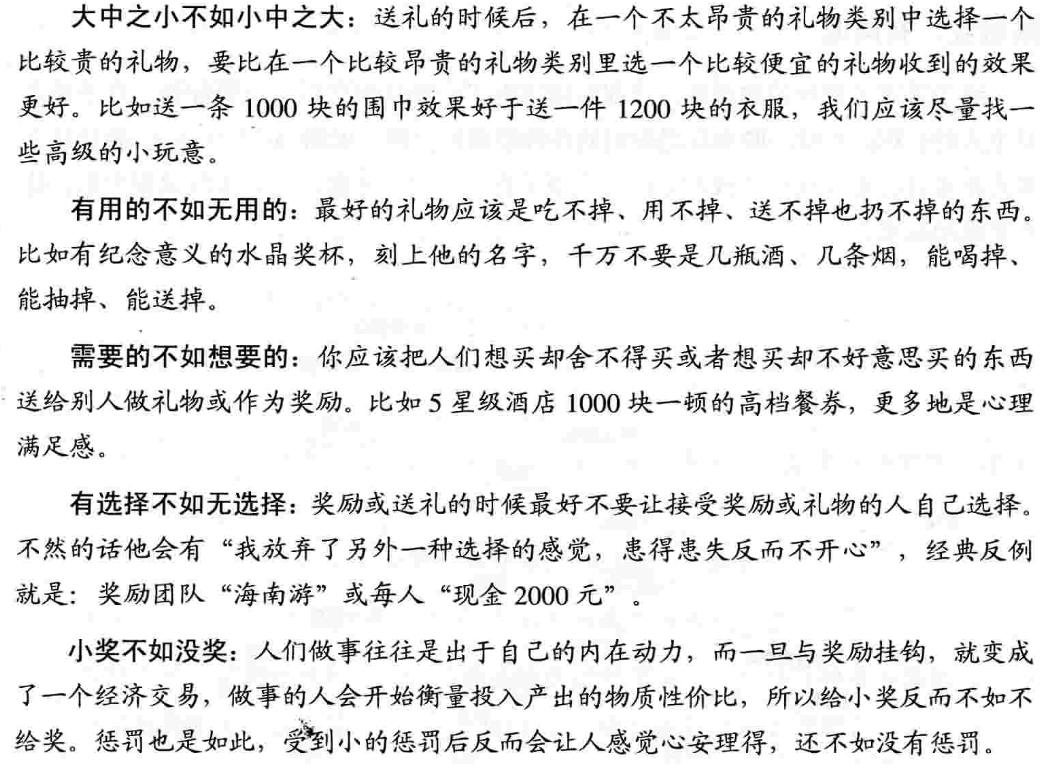 大中之小不如小中之大：送礼的时候后，在一个不太昂贵的礼物类别中选择一个
比较贵的礼物，要比在一个比较昂贵的礼物类别里选一个比较便宜的礼物收到的效果
更好。比如送一条 1000 块的围巾效果好于送一件 1200 块的衣服，我们应该尽量找一
些高级的小玩意。
有用的不如无用的：最好的礼物应该是吃不掉、用不掉、送不掉也扔不掉的东西。
比如有纪念意义的水晶奖杯，刻上他的名字，千万不要是几瓶酒、几条烟，能喝掉、
能抽掉、能送掉。
需要的不如想要的：你应该把人们想买却舍不得买或者想买却不好意思买的东西
送给别人做礼物或作为奖励。比如 5 星级酒店 1000 块一顿的高档餐券，更多地是心理
满足感。
有选择不如无选择：奖励或送礼的时候最好不要让接受奖励或礼物的人自己选择。
不然的话他会有“我放弃了另外一种选择的感觉，患得患失反而不开心”，经典反例
就是：奖励团队“海南游”或每人“现金 2000 元”。
小奖不如没奖：人们做事往往是出于自己的内在动力，而一旦与奖励挂钩，就变成
了一个经济交易，做事的人会开始衡量投入产出的物质性价比，所以给小奖反而不如不
给奖。惩罚也是如此，受到小的惩罚后反而会让人感觉心安理得，还不如没有惩罚。